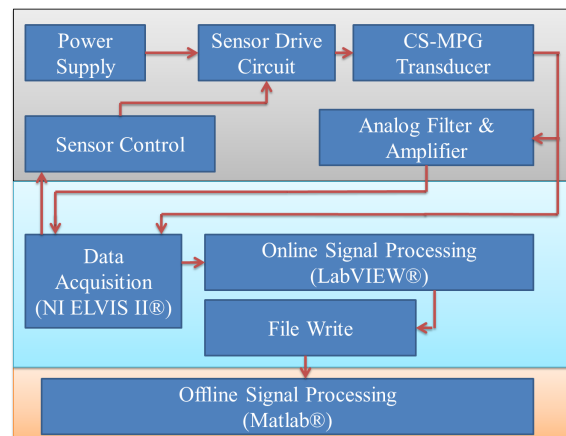 Power
Supply
Sensor Drive
Circuit
CS-MPG
Transducer
Sensor Control
Analog Filter &
Amplifier
Data
Acquisition
(NI ELVIS II®)
Online Signal Processing
(LabVIEW®)
File Write
Offline Signal Processing
(Matlab®)